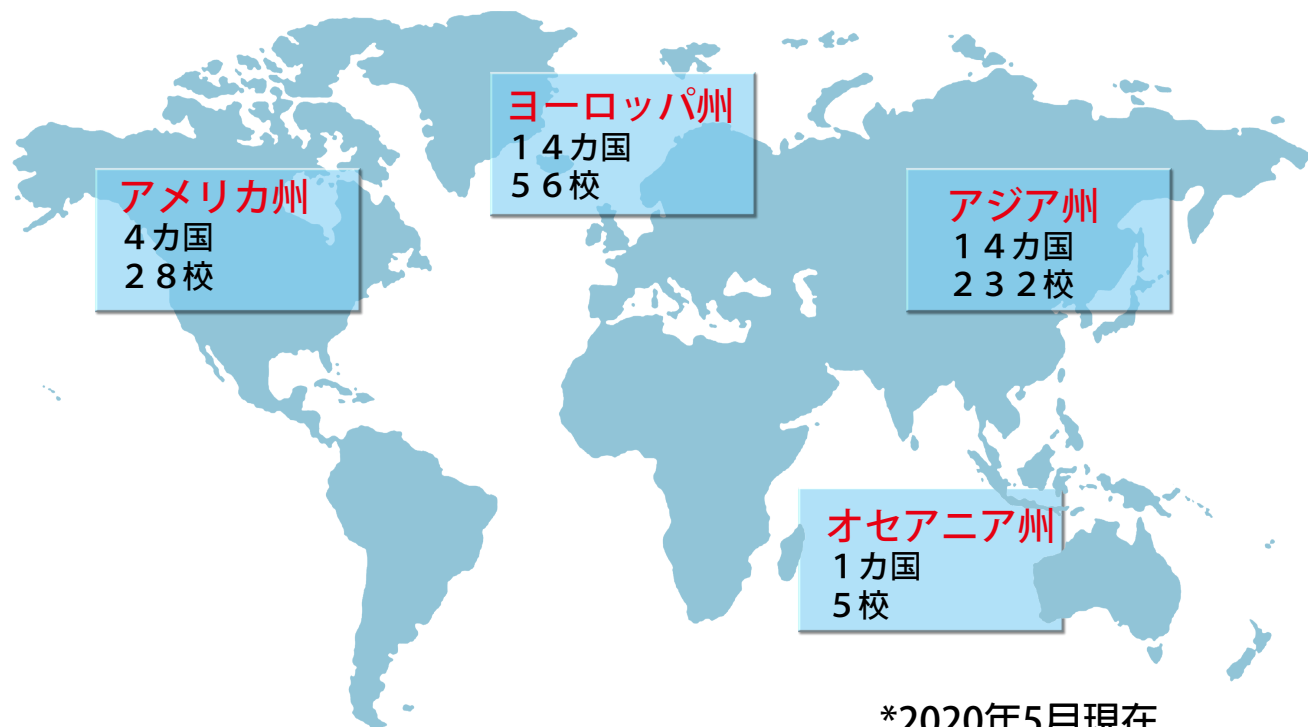 ヨーロッパ州
１４カ国
５６校
アメリカ州
４カ国
２８校
アジア州
１４カ国
２３２校
オセアニア州
１カ国
５校
*2020年5月現在